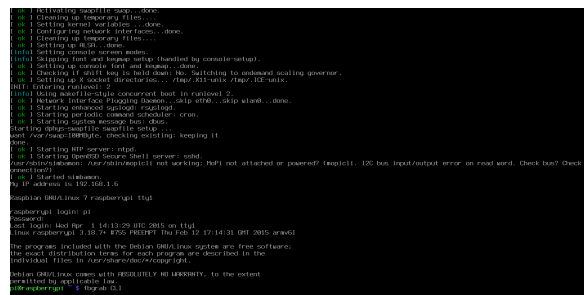 [ ok ] Activating swapfile swap...done.
[ ok ] Cleaning up temporary files....
[ ok ] Setting kernel variables ...done.
[ ok ] Configuring network interfaces...done.
[ ok ] Cleaning up temporary files....
[ ok ] Setting up ALSA...done.
[info] Setting console screen modes.
[info] Skipping font and keymap setup (handled by console-setup).
[ ok ] Setting up console font and keymap...done.
[ ok ] Checking if shift key is held down: No. Switching to ondemand scaling governor.
[ ok ] Setting up X socket directories... /tmp/.X11-unix /tmp/.ICE-unix.
INIT: Entering runlevel: 2
[info] Using makefile-style concurrent boot in runlevel 2.
[ ok ] Network Interface Plugging Daemon...skip eth0...skip wlan0...done.
[ ok ] Starting enhanced syslogd: rsyslogd.
[ ok ] Starting periodic command scheduler: cron.
[ ok ] Starting system message bus: dbus.
Starting dphys-swapfile swapfile setup ...
want /var/swap=100MByte, checking existing: keeping it
done.
[ ok ] Starting NTP server: ntpd.
[ ok ] Starting OpenBSD Secure Shell server: sshd.
/usr/sbin/simbamon: /usr/sbin/mopicli not working: MoPi not attached or powered? (mopicli. I2C bus input/output error on read word. Check bus? Check co
nnection?)
[ ok ] Started simbamon.
My IP address is 192.168.1.6

Raspbian GNU/Linux 7 raspberrypi tty1

raspberrypi login: pi
Password:
Last login: Wed Apr  1 14:13:29 UTC 2015 on tty1
Linux raspberrypi 3.18.7+ #755 PREEMPT Thu Feb 12 17:14:31 GMT 2015 armv6l

The programs included with the Debian GNU/Linux system are free software;
the exact distribution terms for each program are described in the
individual files in /usr/share/doc/*/copyright.

Debian GNU/Linux comes with ABSOLUTELY NO WARRANTY, to the extent
permitted by applicable law.
pi@raspberrypi ~ $ fbgrab CLI